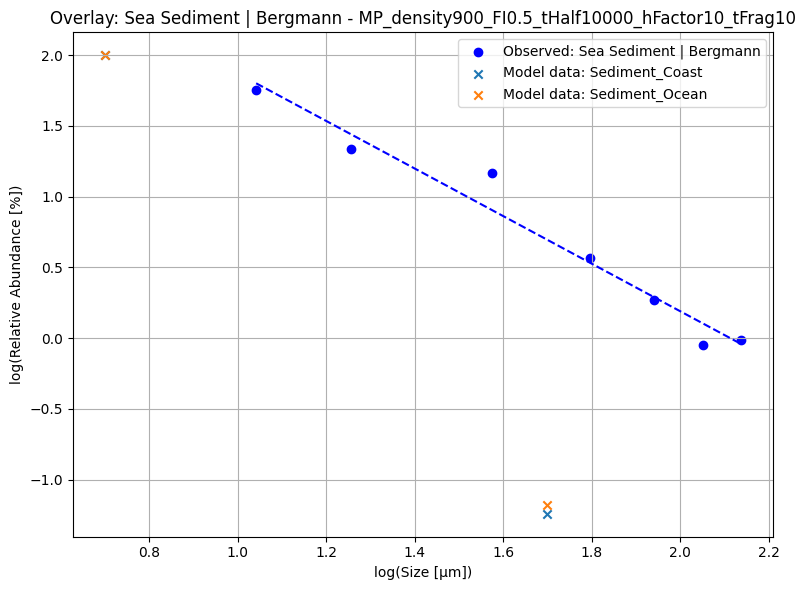 Overlay: Sea Sediment | Bergmann - MP_density900_FI0.5_tHalf10000_hFactor10_tFrag10
Observed: Sea Sediment | Bergmann
Model data: Sediment_Coast
Model data: Sediment_Ocean
log(Relative Abundance [%])
2.0
1.5
1.0
0.5
0.0
−0.5
−1.0
0.8 1.0 1.2 1.4 1.6 1.8 2.0 2.2
log(Size [µm])